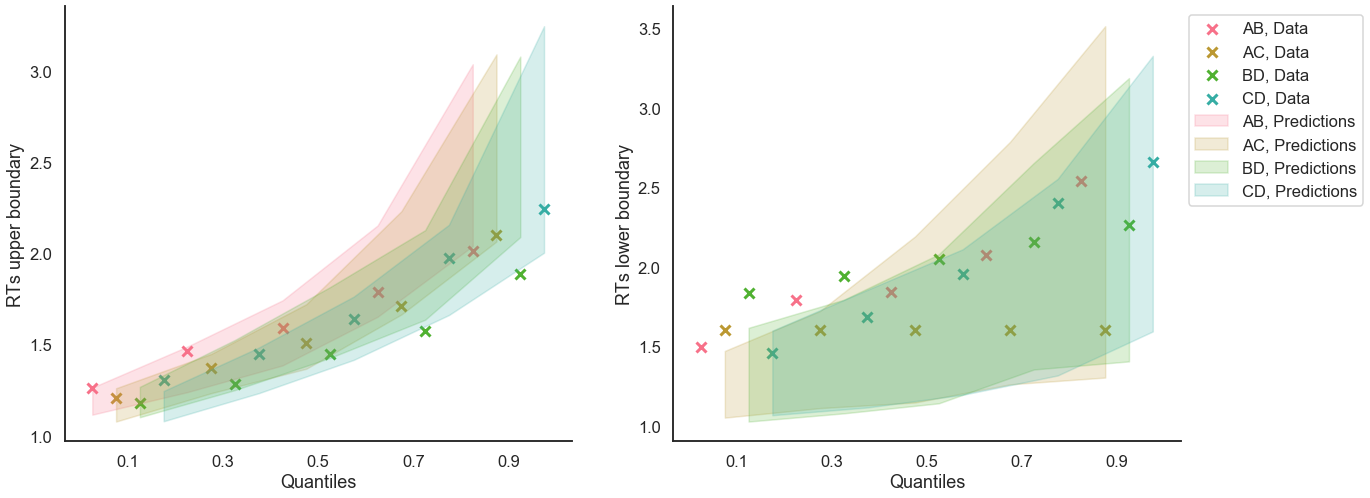 RTs upper boundary
3.0
2.5
2.0
1.5
1.0
0.1 0.3 0.5 0.7 0.9
Quantiles
RTs lower boundary
3.5
3.0
2.5
2.0
1.5
1.0
0.1 0.3 0.5 0.7 0.9
Quantiles
AB, Data
AC, Data
BD, Data
CD, Data
AB, Predictions
AC, Predictions
BD, Predictions
CD, Predictions